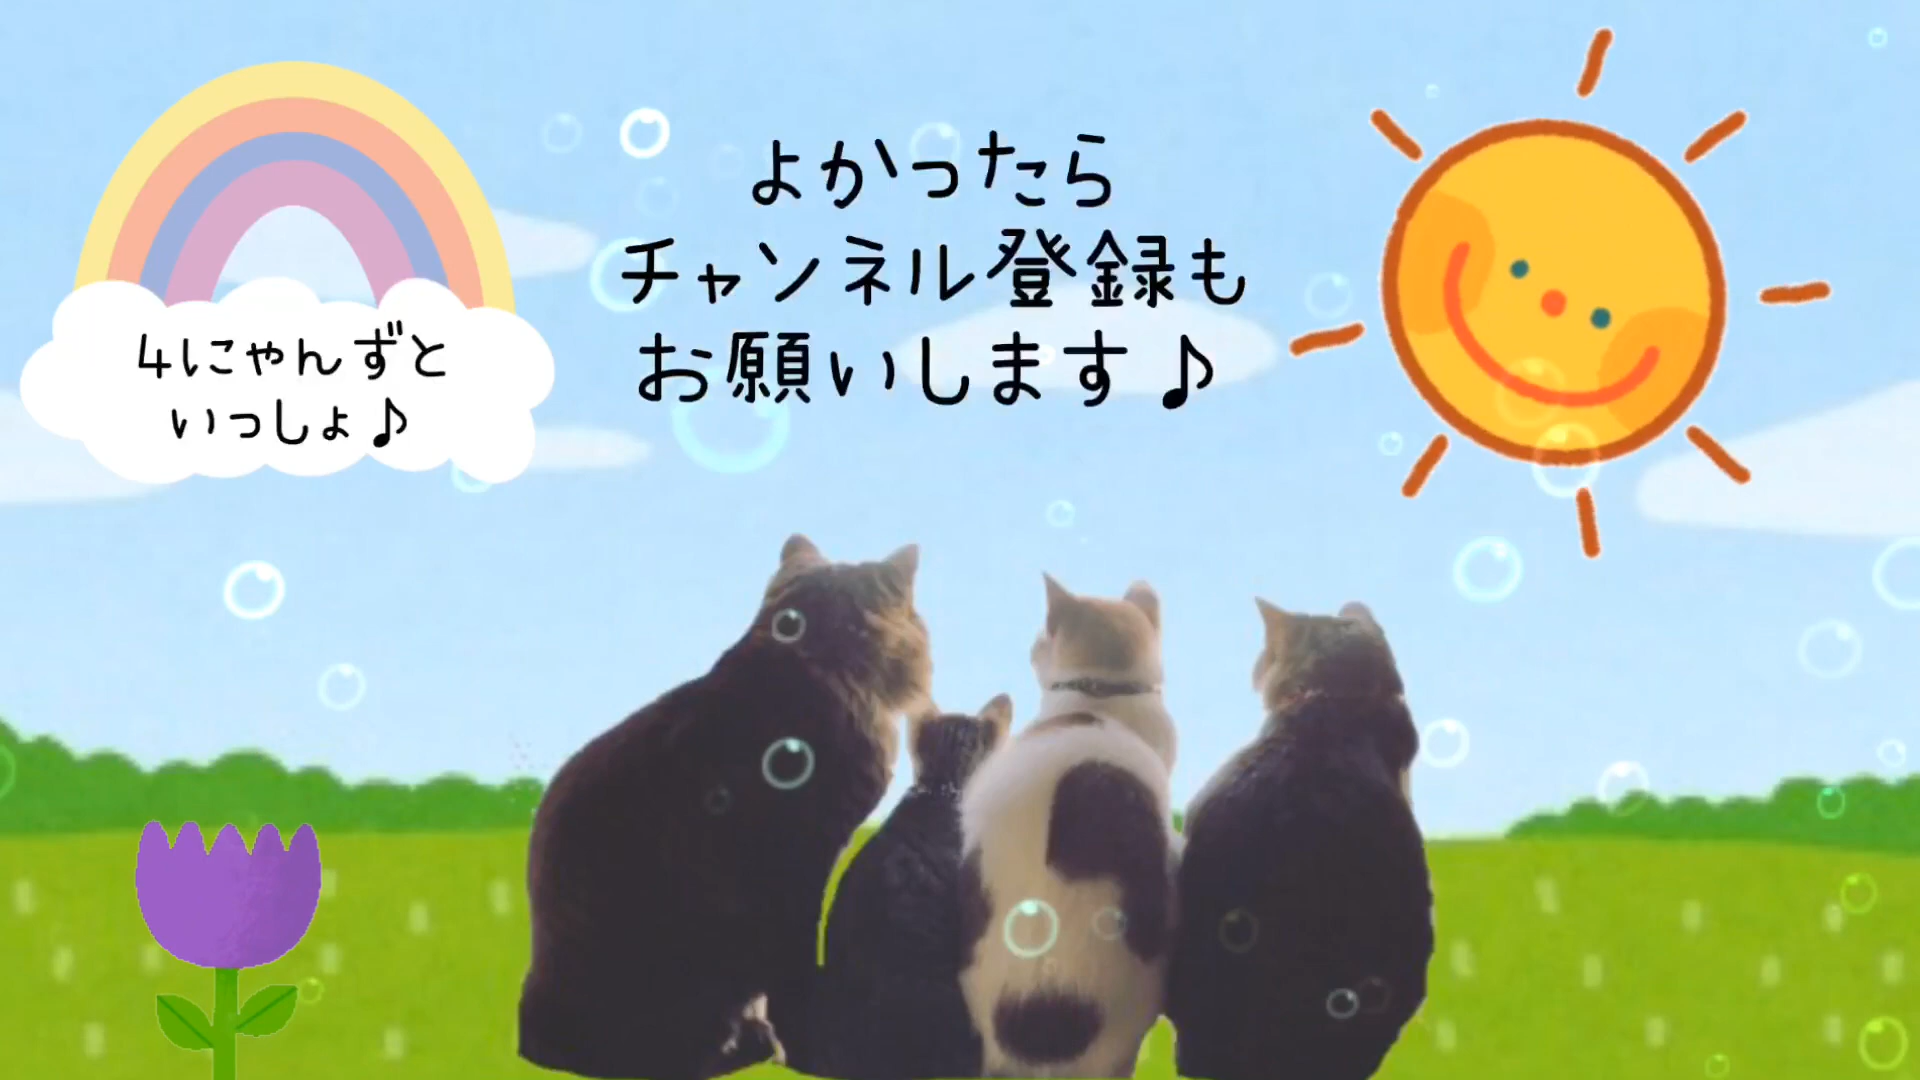 4にゃんずと
いっしょ♪
よかったら
チャンネル登録も
お願いします♪